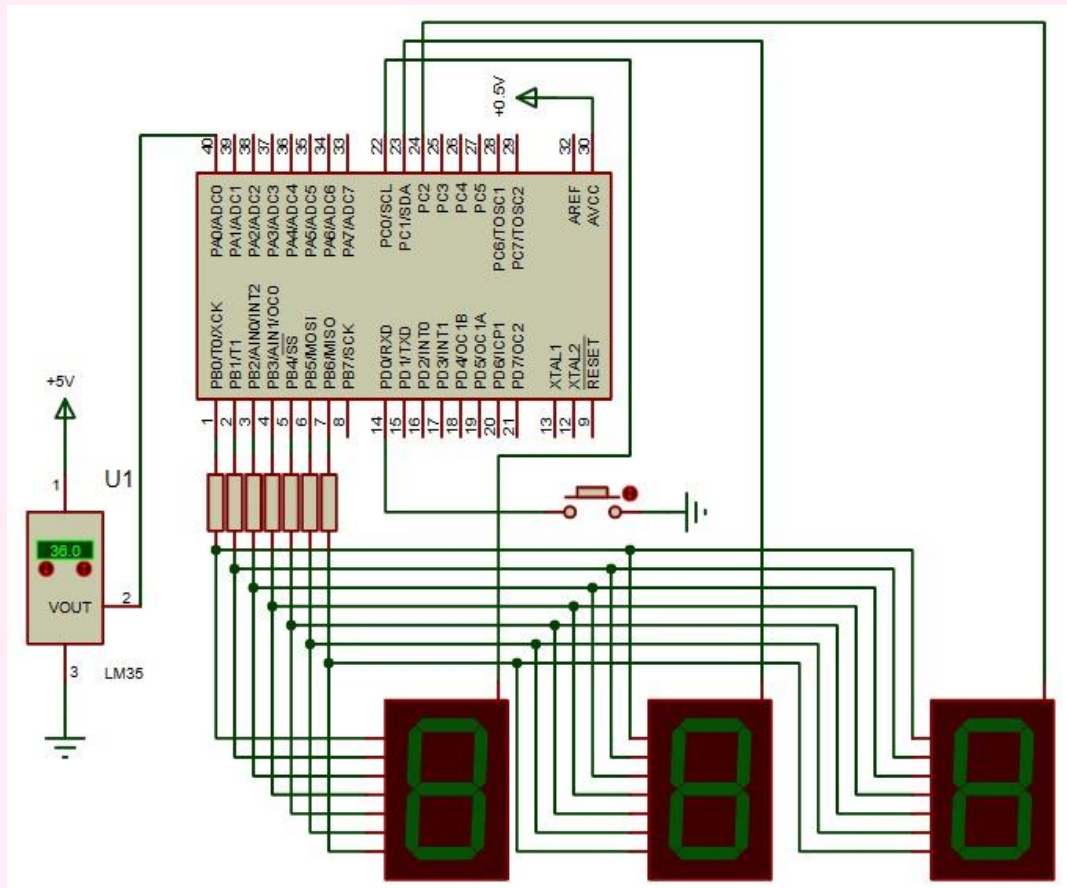 +0.5V
40
39
38
37
36
35
34
33
22
23
24
25
26
27
28
29
32
30
PA0/ADC0
PA1/ADC1
PA2/ADC2
PA3/ADC3
PA4/ADC4
PA5/ADC5
PA6/ADC6
PA7/ADC7
PC0/SCL
PC1/SDA
PC2
PC3
PC4
PC5
PC6/TOSC1
PC7/TOSC2
AREF
AVCC
PB0/T0/XCK
PB1/T1
PB2/AIN0/INT2
PB3/AIN1/OC0
PB4/SS
PB5/MOSI
PB6/MISO
PB7/SCK
PD0/RXD
PD1/TXD
PD2/INT0
PD3/INT1
PD4/OC1B
PD5/OC1A
PD6/ICP1
PD7/OC2
XTAL1
XTAL2
RESET
1
2
3
4
5
6
7
8
14
15
16
17
18
19
20
21
13
12
9
+5V
U1
1
36.0
2
VOUT
3
LM35
8
8
8